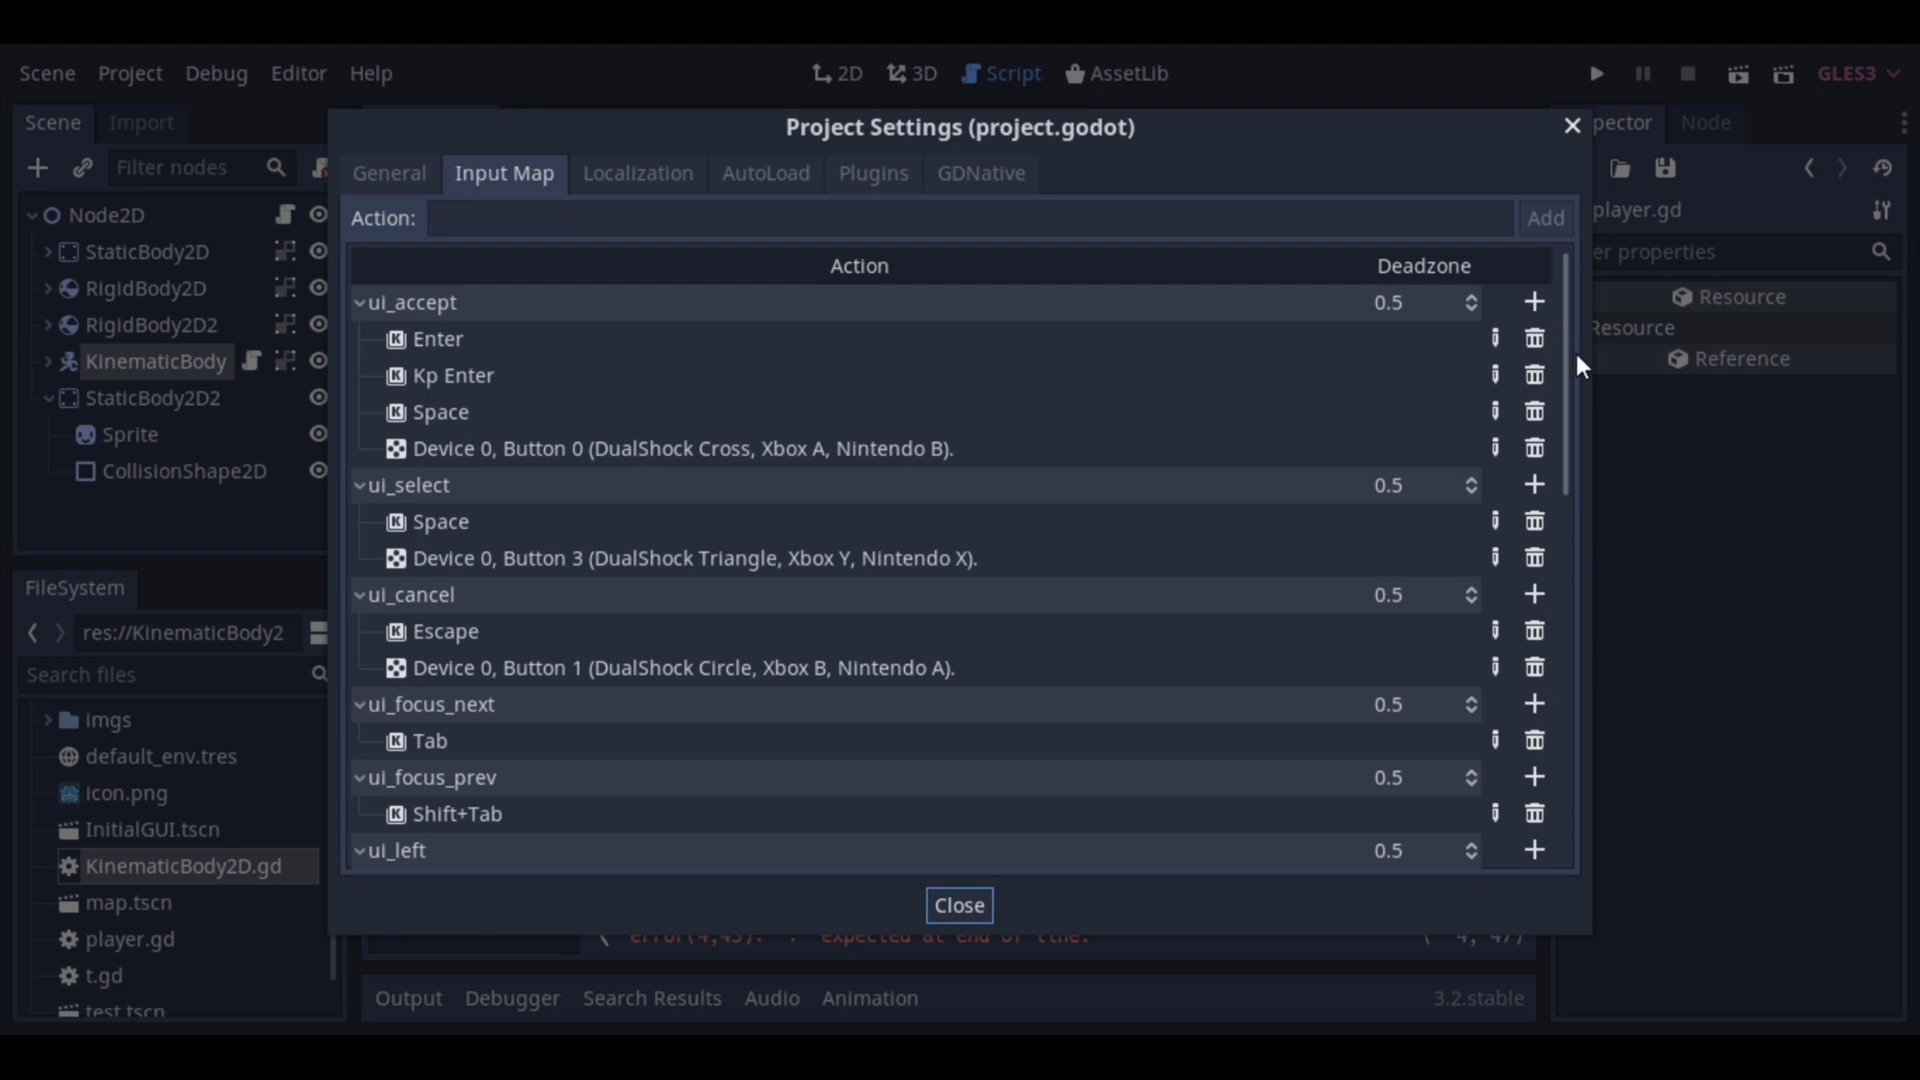 Scene Project Debug Editor Help 2D 3D Script AssetLib GLES3
Scene Import
Project Settings (project.godot)
pector Node
Filter nodes
General Input Map Localization AutoLoad Plugins GDNative
Action: Add
player.gd
er properties
Action Deadzone
Node2D
StaticBody2D
RigidBody2D
RigidBody2D2
KinematicBody
StaticBody2D2
Sprite
CollisionShape2D
ui_accept 0.5
Enter
Kp Enter
Space
Device 0, Button 0 (DualShock Cross, Xbox A, Nintendo B).
ui_select 0.5
Space
Device 0, Button 3 (DualShock Triangle, Xbox Y, Nintendo X).
ui_cancel 0.5
Escape
Device 0, Button 1 (DualShock Circle, Xbox B, Nintendo A).
ui_focus_next 0.5
Tab
ui_focus_prev 0.5
Shift+Tab
ui_left 0.5
Close
Resource
Resource
Reference
FileSystem
res://KinematicBody2
Search files
imgs
default_env.tres
icon.png
InitialGUI.tscn
KinematicBody2D.gd
map.tscn
player.gd
t.gd
test.tscn
expected at end of line.
Output Debugger Search Results Audio Animation 3.2.stable